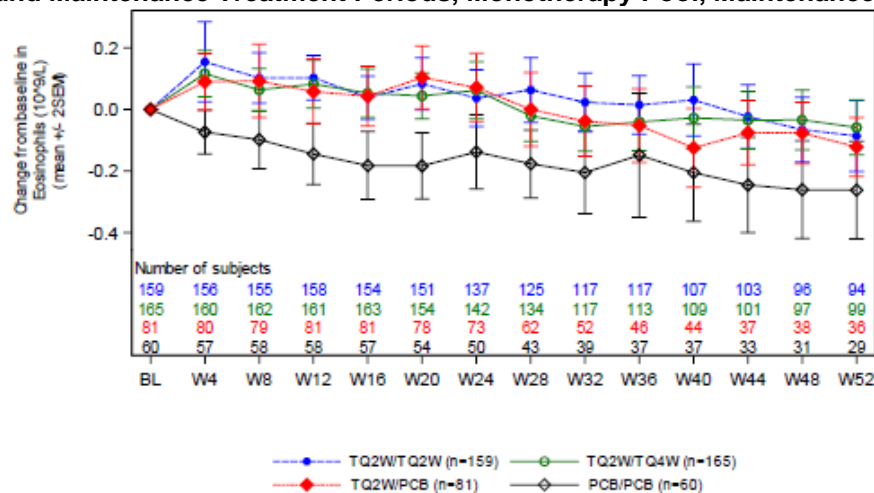 and Maintenance Treatment Periods, Monotherapy Pool, Maintenance
Change frombaseline in
Eosinophils (10^9/L)
(mean +/- 2SEM)
0.2
0.0
-0.2
-0.4
Number of subjects
159 156 155 158 154 151 137 125 117 117 107 103 96 94
165 160 162 161 163 154 142 134 117 113 109 101 97 99
81 80 79 81 81 78 73 62 52 46 44 37 38 36
60 57 58 58 57 54 50 43 39 37 37 33 31 29
BL W4 W8 W12 W16 W20 W24 W28 W32 W36 W40 W44 W48 W52
TQ2W/TQ2W (n=159) TQ2W/TQ4W (n=165)
TQ2W/PCB (n=81) PCB/PCB (n=60)